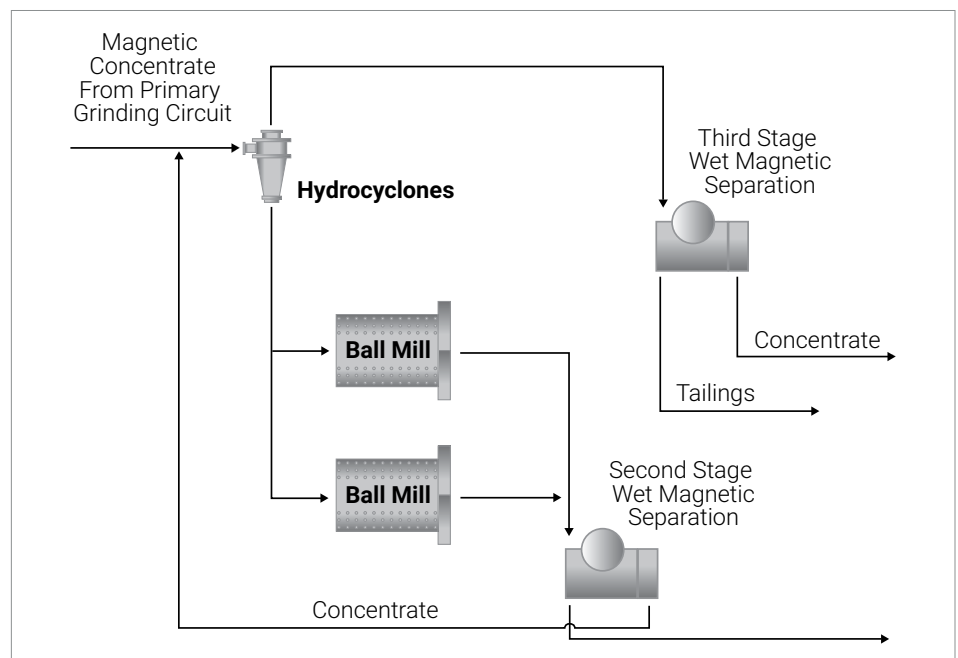 Magnetic
Concentrate
From Primary
Grinding Circuit
Hydrocyclones
Third Stage
Wet Magnetic
Separation
Ball Mill
Concentrate
Tailings
Ball Mill
Second Stage
Wet Magnetic
Separation
Concentrate